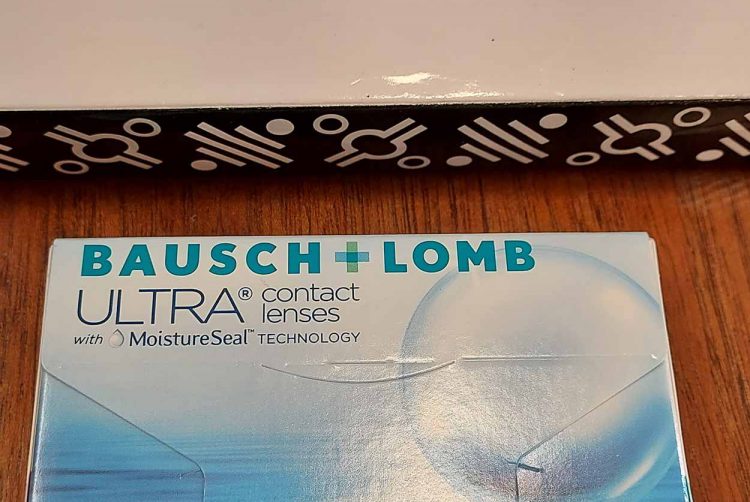 BAUSCH + LOMB
ULTRA® contact lenses
with MoistureSeal™ TECHNOLOGY